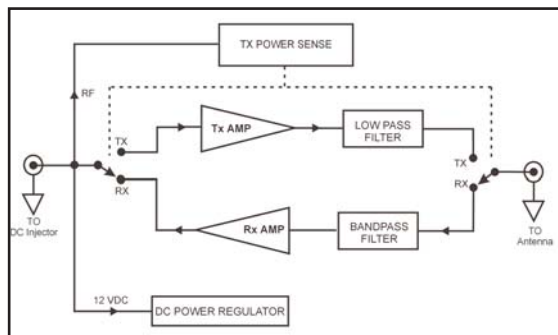 TX POWER SENSE
RF
TX
Tx AMP
LOW PASS
FILTER
TX
RX
RX
TO
DC Injector
Rx AMP
BANDPASS
FILTER
TO
Antenna
12 VDC
DC POWER REGULATOR